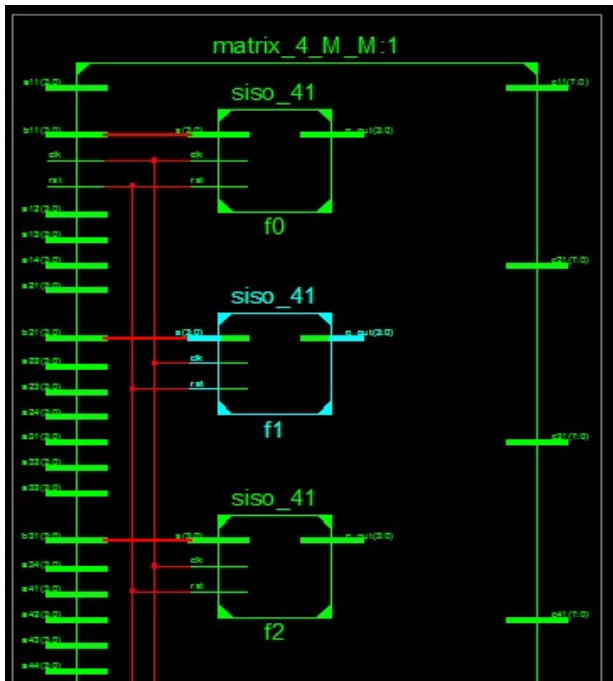 matrix_4_M_M:1
a11(3:0)
c11(7:0)
siso_41
b11(3:0)
s(3:0)
s_out(3:0)
clk
clk
rst
rst
a12(3:0)
f0
a13(3:0)
a14(3:0)
c21(7:0)
a21(3:0)
siso_41
b21(3:0)
s(3:0)
s_out(3:0)
a22(3:0)
clk
a23(3:0)
rst
a24(3:0)
f1
a31(3:0)
c31(7:0)
a32(3:0)
a33(3:0)
siso_41
b31(3:0)
s(3:0)
s_out(3:0)
a34(3:0)
clk
a41(3:0)
rst
a42(3:0)
c41(7:0)
f2
a43(3:0)
a44(3:0)